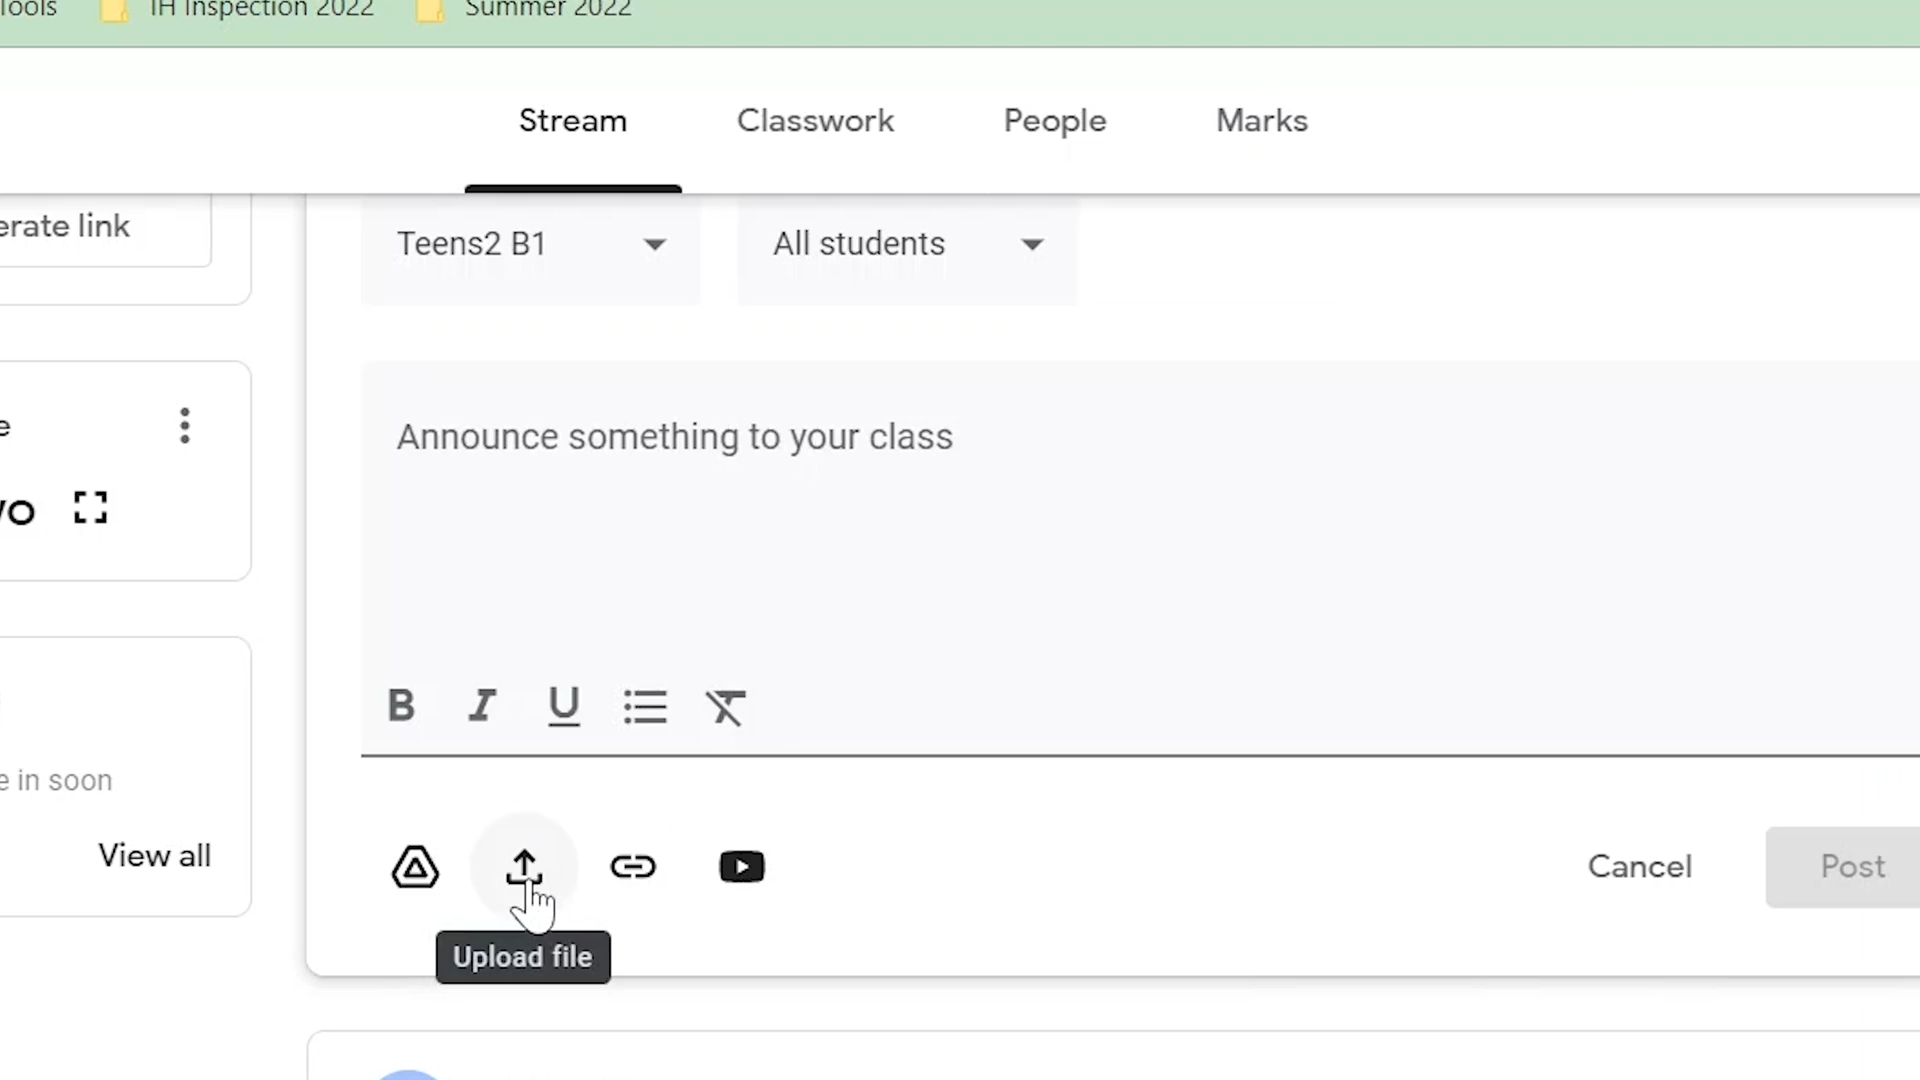 IH Inspection 2022 Summer 2022
Stream Classwork People Marks
Teens2 B1 All students
link
Announce something to your class
B I U
in soon
View all
Cancel Post
Upload file